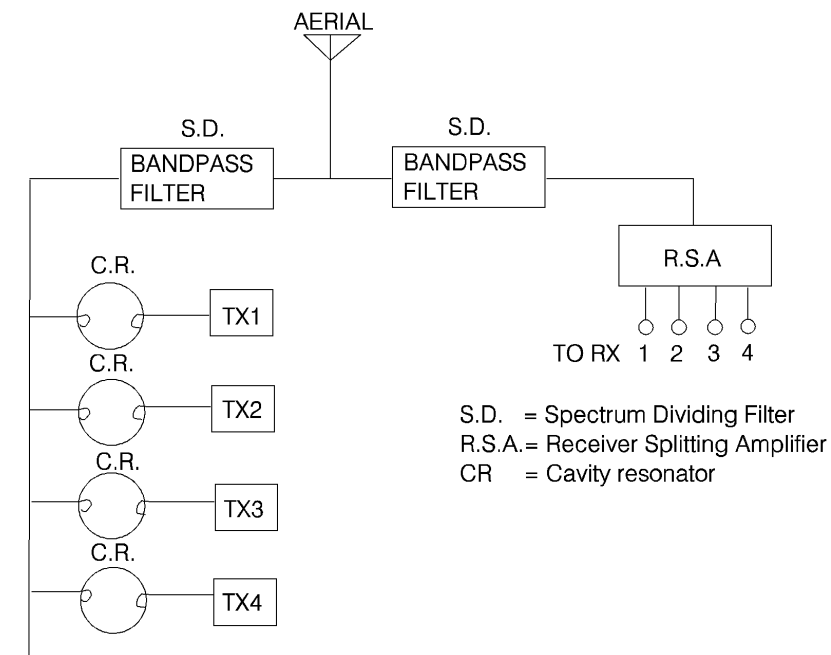 AERIAL
S.D.
BANDPASS
FILTER
S.D.
BANDPASS
FILTER
R.S.A
TO RX 1 2 3 4
C.R.
TX1
C.R.
TX2
C.R.
TX3
C.R.
TX4
S.D. = Spectrum Dividing Filter
R.S.A.= Receiver Splitting Amplifier
CR = Cavity resonator